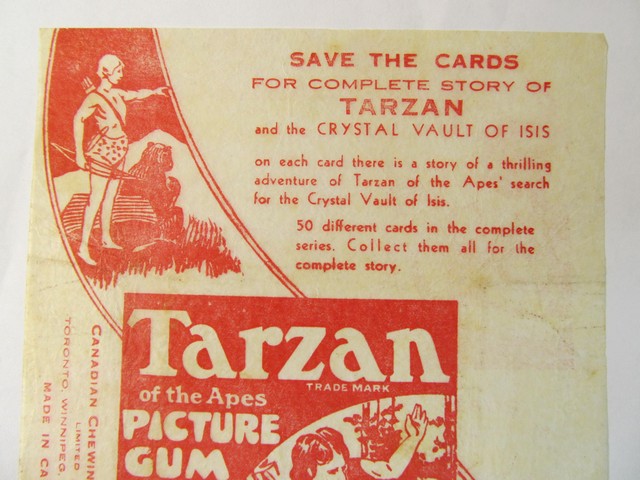 SAVE THE CARDS
FOR COMPLETE STORY OF
TARZAN
and the CRYSTAL VAULT OF ISIS
on each card there is a story of a thrilling
adventure of Tarzan of the Apes' search
for the Crystal Vault of Isis.
50 different cards in the complete
series. Collect them all for the
complete story.
Tarzan
TRADE MARK
of the Apes
PICTURE
GUM
CANADIAN
LIMITED
TORONTO, WINNIPEG,
MADE IN